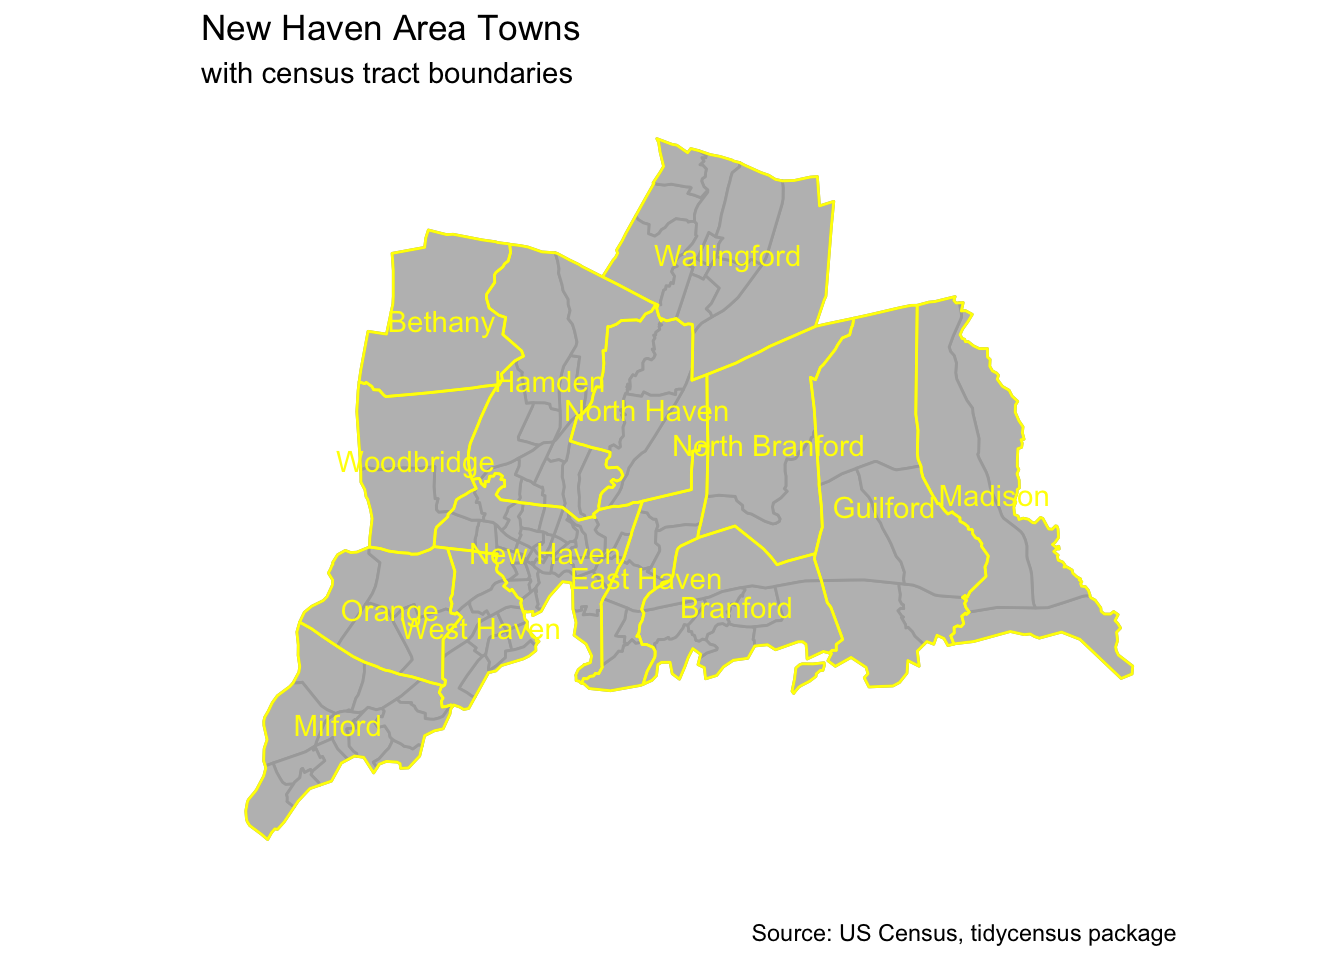 New Haven Area Towns
with census tract boundaries
Wallingford
Bethany
Hamden
North Haven
North Branford
Woodbridge
Madison
Guilford
New Haven
East Haven
Branford
Orange
West Haven
Milford
Source: US Census, tidycensus package